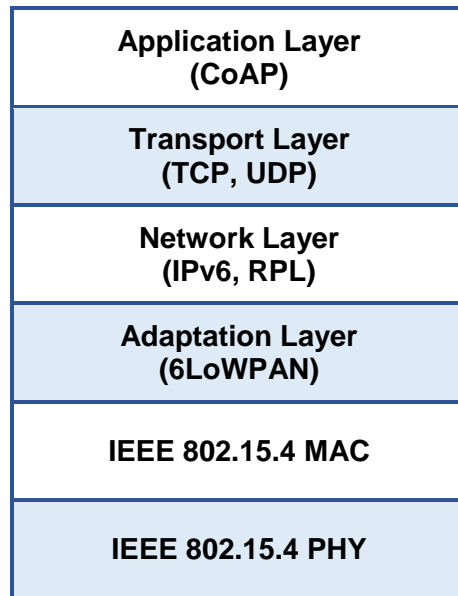 Application Layer
(CoAP)
Transport Layer
(TCP, UDP)
Network Layer
(IPv6, RPL)
Adaptation Layer
(6LoWPAN)
IEEE 802.15.4 MAC
IEEE 802.15.4 PHY